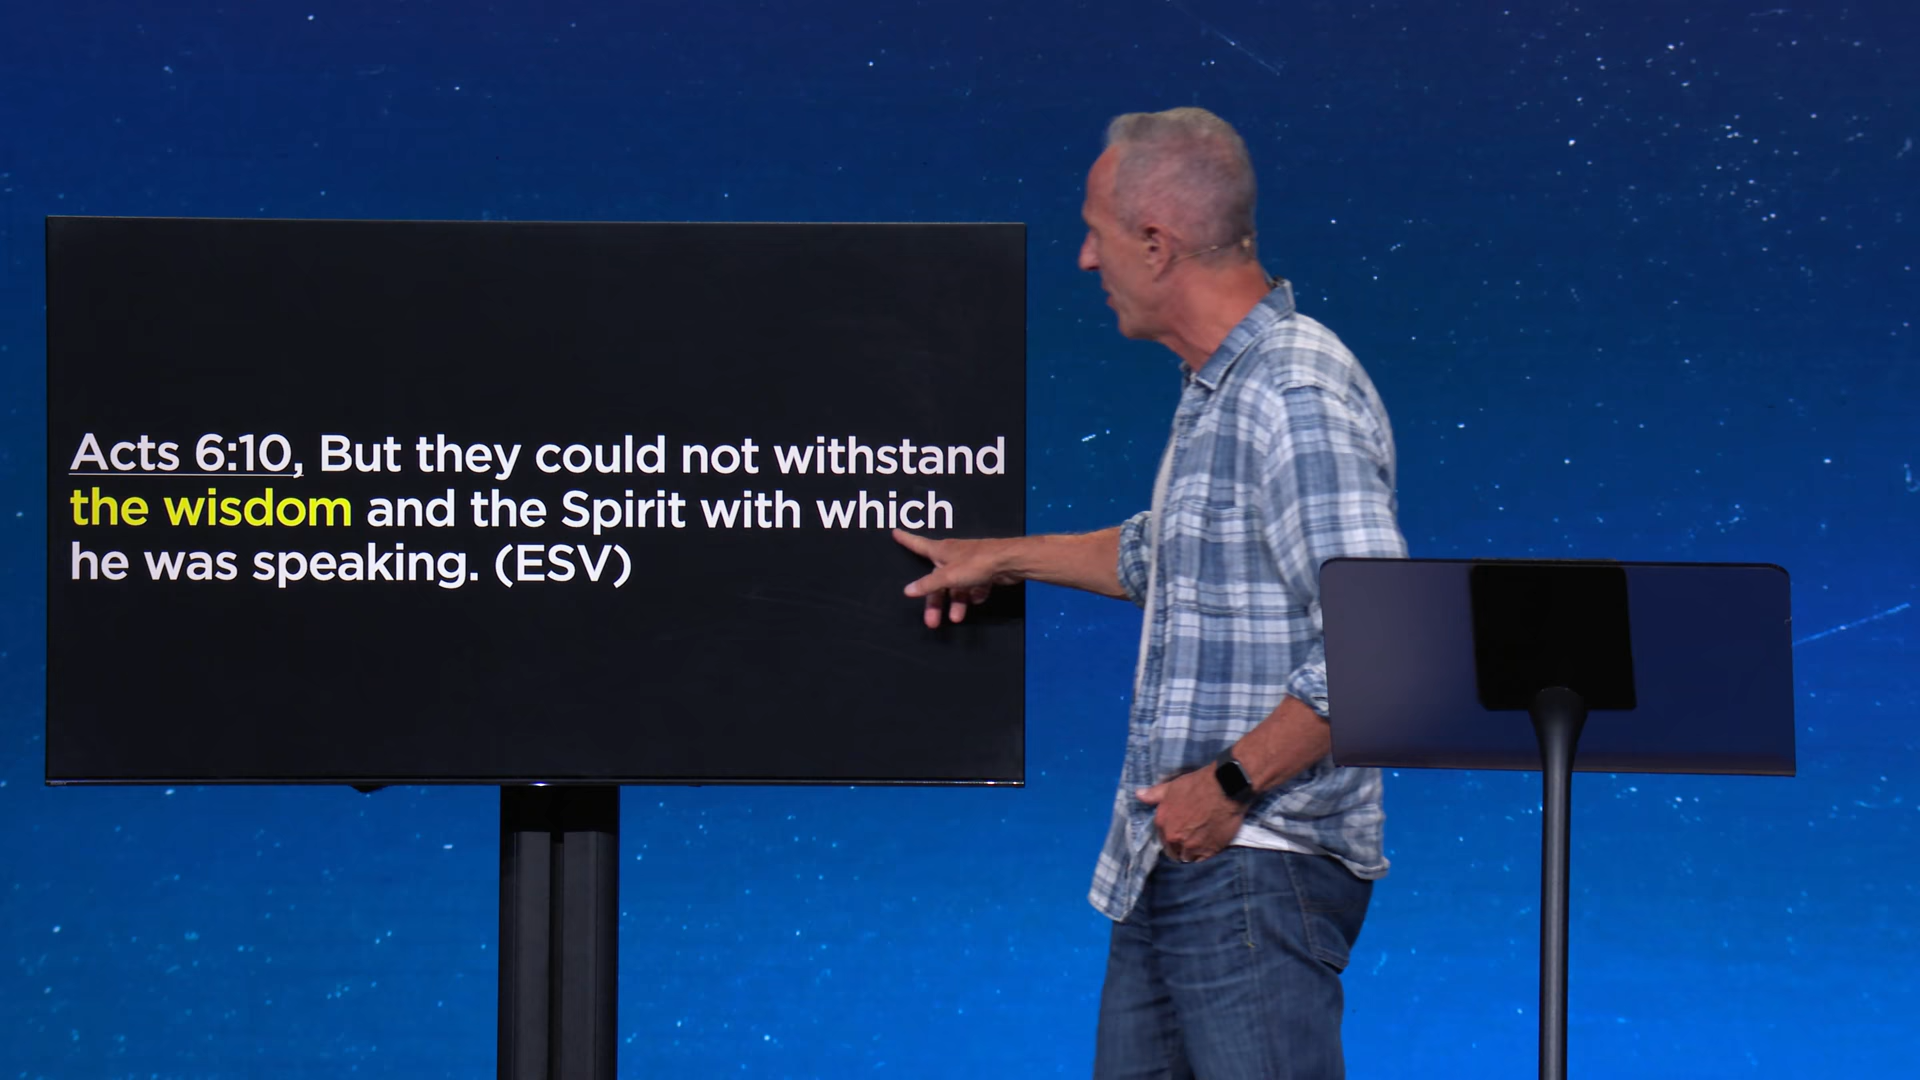 Acts 6:10, But they could not withstand
the wisdom and the Spirit with which
he was speaking. (ESV)